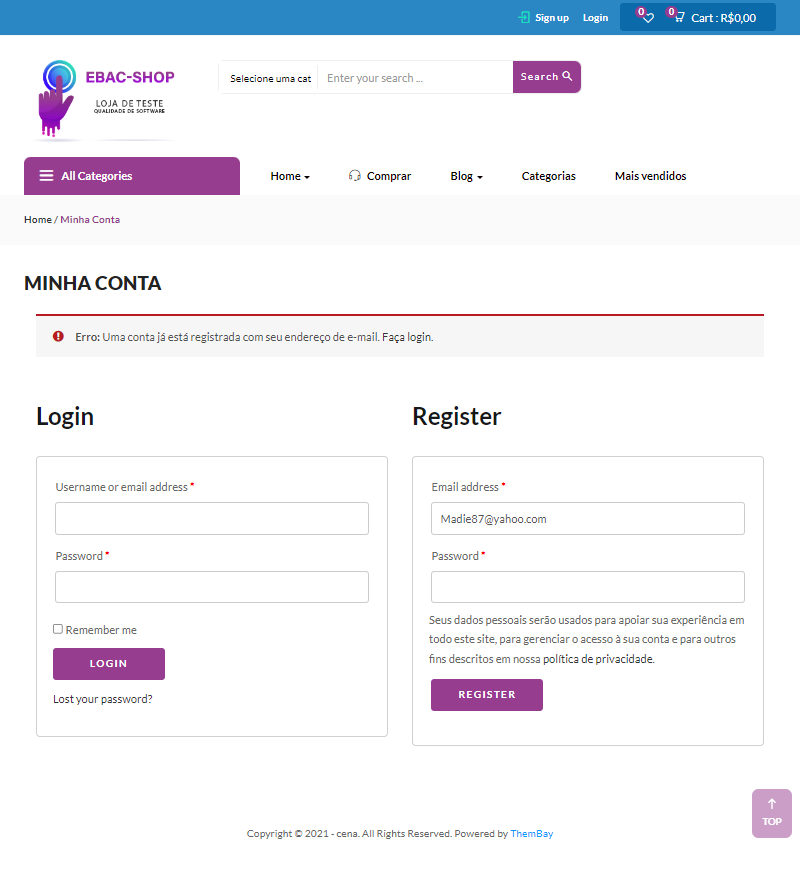 Sign up Login 0 0 Cart : R$0,00
EBAC-SHOP
LOJA DE TESTE
QUALIDADE DE SOFTWARE
Selecione uma cat Enter your search ... Search
All Categories Home Comprar Blog Categorias Mais vendidos
Home / Minha Conta
MINHA CONTA
Erro: Uma conta já está registrada com seu endereço de e-mail. Faça login.
Login
Username or email address *
Password *
Remember me
LOGIN
Lost your password?
Register
Email address *
Madie87@yahoo.com
Password *
Seus dados pessoais serão usados para apoiar sua experiência em
todo este site, para gerenciar o acesso à sua conta e para outros
fins descritos em nossa política de privacidade.
REGISTER
TOP
Copyright © 2021 - cena. All Rights Reserved. Powered by ThemBay